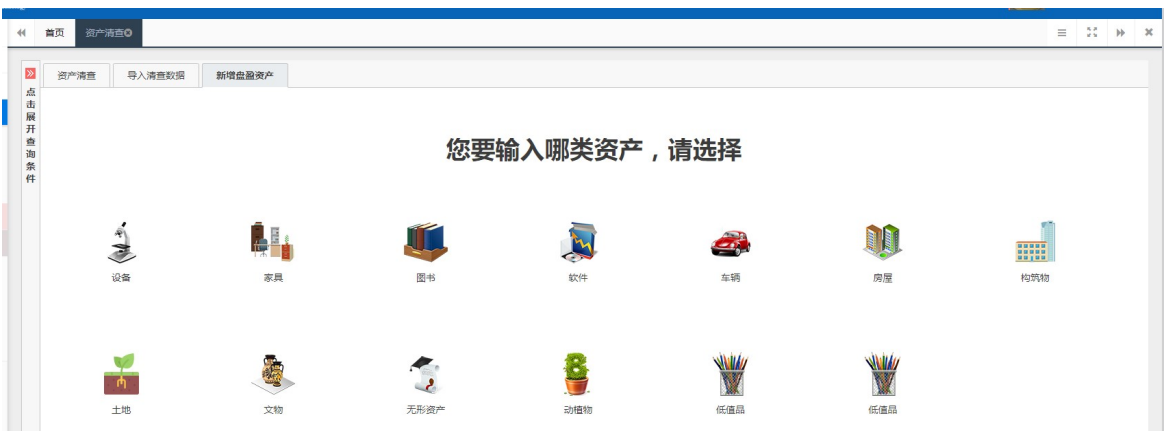 首页
资产清查
点击展开查询条件
资产清查
导入清查数据
新增盘盈资产
您要输入哪类资产，请选择
设备
家具
图书
软件
车辆
房屋
构筑物
土地
文物
无形资产
动植物
低值品
低值品